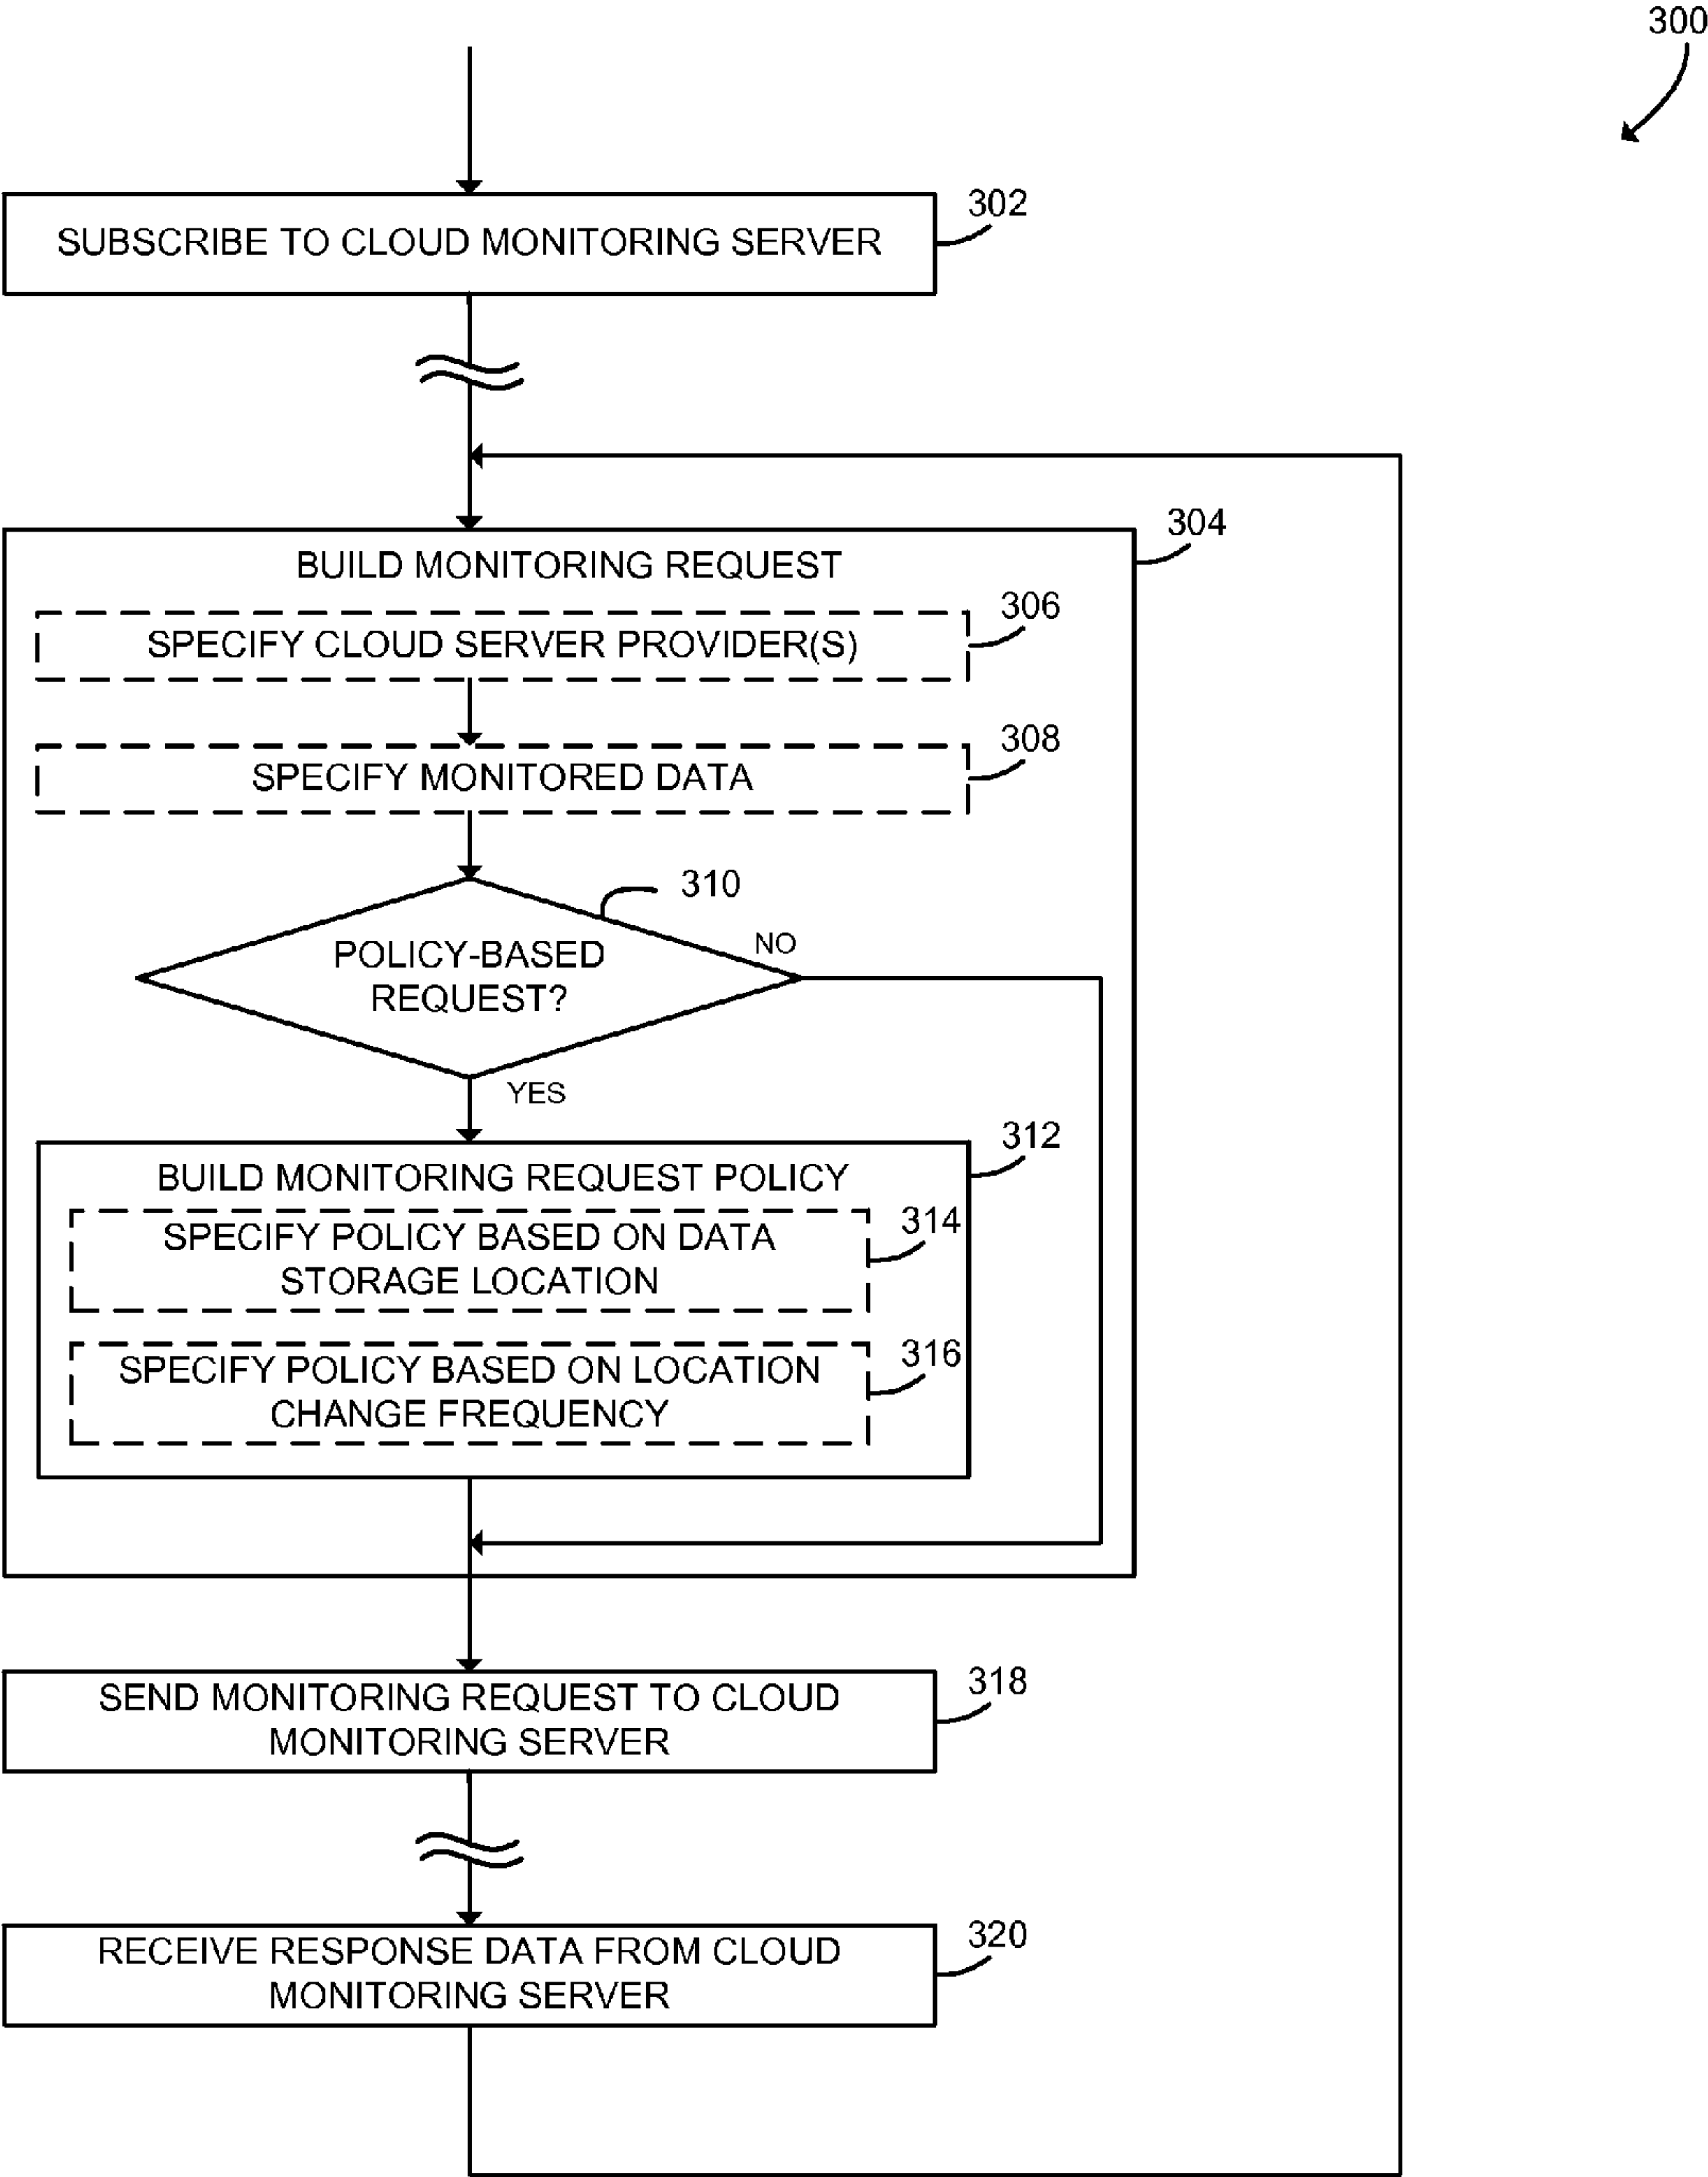 300
SUBSCRIBE TO CLOUD MONITORING SERVER
302
304
BUILD MONITORING REQUEST
306
SPECIFY CLOUD SERVER PROVIDER(S)
308
SPECIFY MONITORED DATA
310
POLICY-BASED
REQUEST?
NO
YES
312
BUILD MONITORING REQUEST POLICY
314
SPECIFY POLICY BASED ON DATA
STORAGE LOCATION
316
SPECIFY POLICY BASED ON LOCATION
CHANGE FREQUENCY
318
SEND MONITORING REQUEST TO CLOUD
MONITORING SERVER
320
RECEIVE RESPONSE DATA FROM CLOUD
MONITORING SERVER